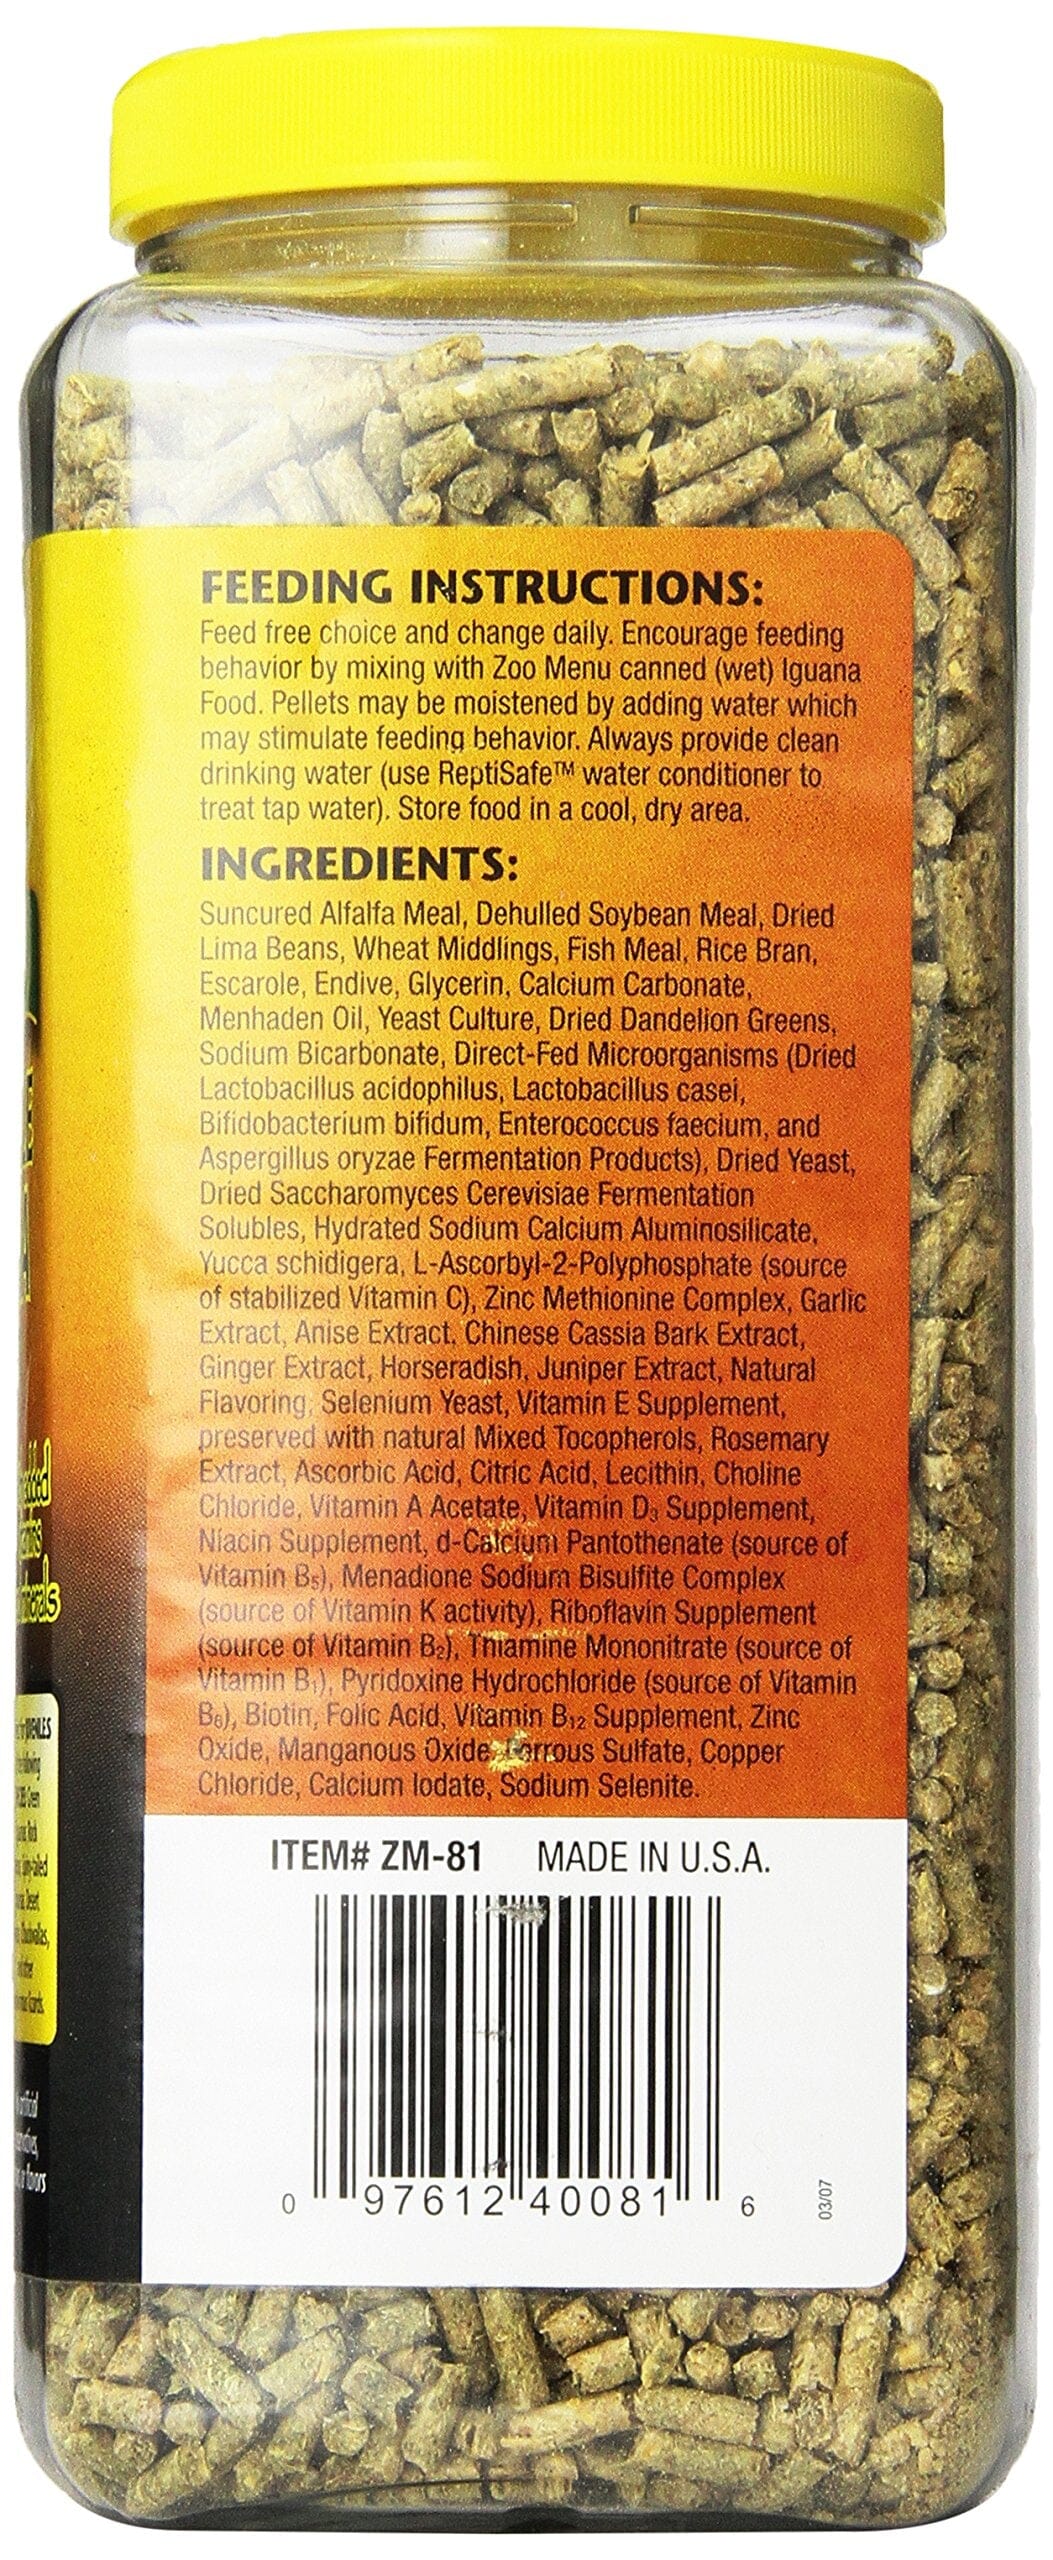 FEEDING INSTRUCTIONS:
Feed free choice and change daily. Encourage feeding
behavior by mixing with Zoo Menu canned (wet) Iguana
Food. Pellets may be moistened by adding water which
may stimulate feeding behavior. Always provide clean
drinking water (use ReptiSafe™ water conditioner to
treat tap water). Store food in a cool, dry area.
INGREDIENTS:
Suncured Alfalfa Meal, Dehulled Soybean Meal, Dried
Lima Beans, Wheat Middlings, Fish Meal, Rice Bran,
Escarole, Endive, Glycerin, Calcium Carbonate,
Menhaden Oil, Yeast Culture, Dried Dandelion Greens,
Sodium Bicarbonate, Direct-Fed Microorganisms (Dried
Lactobacillus acidophilus, Lactobacillus casei,
Bifidobacterium bifidum, Enterococcus faecium, and
Aspergillus oryzae Fermentation Products), Dried Yeast,
Dried Saccharomyces Cerevisiae Fermentation
Solubles, Hydrated Sodium Calcium Aluminosilicate,
Yucca schidigera, L-Ascorbyl-2-Polyphosphate (source
of stabilized Vitamin C), Zinc Methionine Complex, Garlic
Extract, Anise Extract. Chinese Cassia Bark Extract,
Ginger Extract, Horseradish, Juniper Extract, Natural
Flavoring, Selenium Yeast, Vitamin E Supplement,
preserved with natural Mixed Tocopherols, Rosemary
Extract, Ascorbic Acid, Citric Acid, Lecithin, Choline
Chloride, Vitamin A Acetate, Vitamin D₃ Supplement,
Niacin Supplement, d-Calcium Pantothenate (source of
Vitamin B₅), Menadione Sodium Bisulfite Complex
(source of Vitamin K activity), Riboflavin Supplement
(source of Vitamin B₂), Thiamine Mononitrate (source of
Vitamin B₁), Pyridoxine Hydrochloride (source of Vitamin
B₆), Biotin, Folic Acid, Vitamin B₁₂ Supplement, Zinc
Oxide, Manganous Oxide, Ferrous Sulfate, Copper
Chloride, Calcium Iodate, Sodium Selenite.
ITEM# ZM-81 MADE IN U.S.A.
0 97612 40081 6
03/07